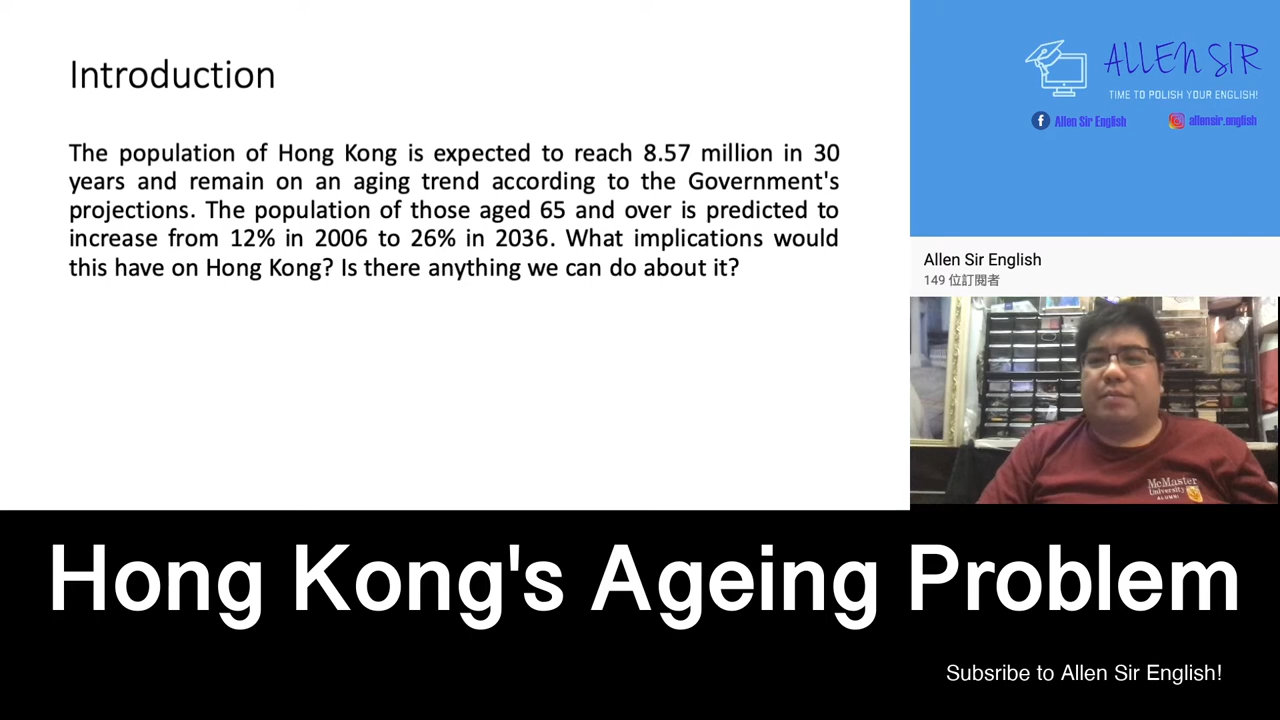 Introduction
The population of Hong Kong is expected to reach 8.57 million in 30
years and remain on an aging trend according to the Government's
projections. The population of those aged 65 and over is predicted to
increase from 12% in 2006 to 26% in 2036. What implications would
this have on Hong Kong? Is there anything we can do about it?
ALLEN SIR
TIME TO POLISH YOUR ENGLISH!
Allen Sir English
allensir.english
Allen Sir English
149 位訂閱者
McMaster
University
ALUMNI
Hong Kong's Ageing Problem
Subsribe to Allen Sir English!